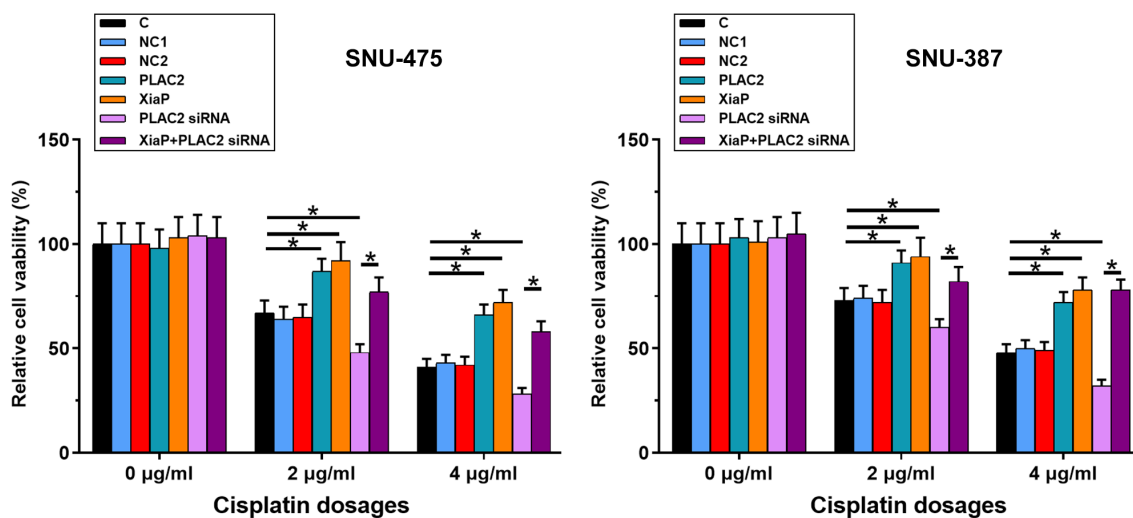 C
NC1
NC2
PLAC2
XiaP
PLAC2 siRNA
XiaP+PLAC2 siRNA
SNU-475
Relative cell vaability (%)
150
100
50
0
* * * * * * * *
0 µg/ml 2 µg/ml 4 µg/ml
Cisplatin dosages
C
NC1
NC2
PLAC2
XiaP
PLAC2 siRNA
XiaP+PLAC2 siRNA
SNU-387
Relative cell vaability (%)
150
100
50
0
* * * * * * * *
0 µg/ml 2 µg/ml 4 µg/ml
Cisplatin dosages